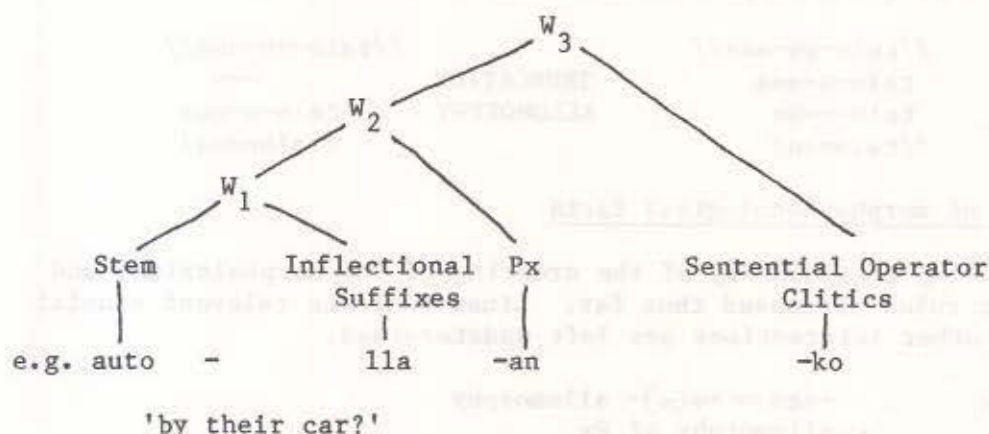 W3
W2
W1
Stem Inflectional Px Sentential Operator
Suffixes Clitics
e.g. auto - lla -an -ko
'by their car?'